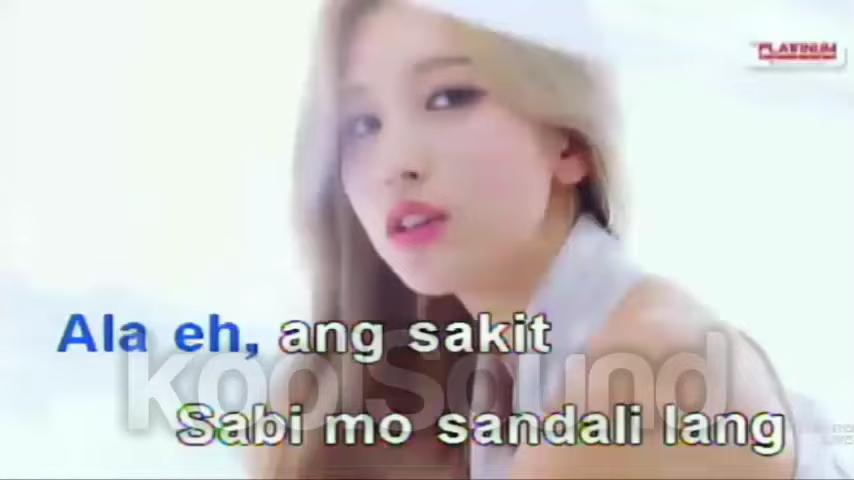 PLATINUM
Ala eh, ang sakit
koolSound
Sabi mo sandali lang